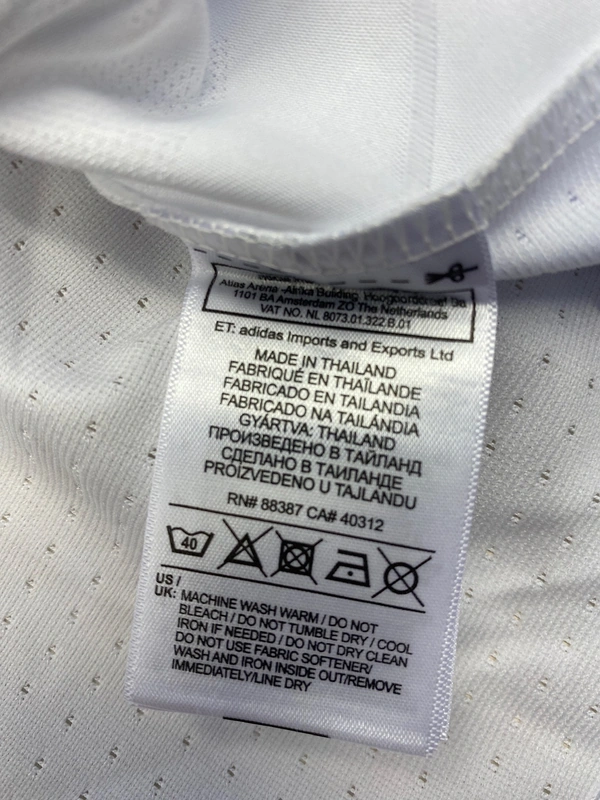 Atlas Arena -Afrika Building Hoogoorddreef 9a
1101 BA Amsterdam ZO The Netherlands
VAT NO. NL 8073.01.322.B.01
ET: adidas Imports and Exports Ltd
MADE IN THAILAND
FABRIQUÉ EN THAÏLANDE
FABRICADO EN TAILANDIA
FABRICADO NA TAILÂNDIA
GYÁRTVA: THAILAND
ПРОИЗВЕДЕНО В ТАЙЛАНД
СДЕЛАНО В ТАИЛАНДЕ
PROIZVEDENO U TAJLANDU
RN# 88387 CA# 40312
40
US /
UK: MACHINE WASH WARM / DO NOT
BLEACH / DO NOT TUMBLE DRY / COOL
IRON IF NEEDED / DO NOT DRY CLEAN
DO NOT USE FABRIC SOFTENER/
WASH AND IRON INSIDE OUT/REMOVE
IMMEDIATELY/LINE DRY